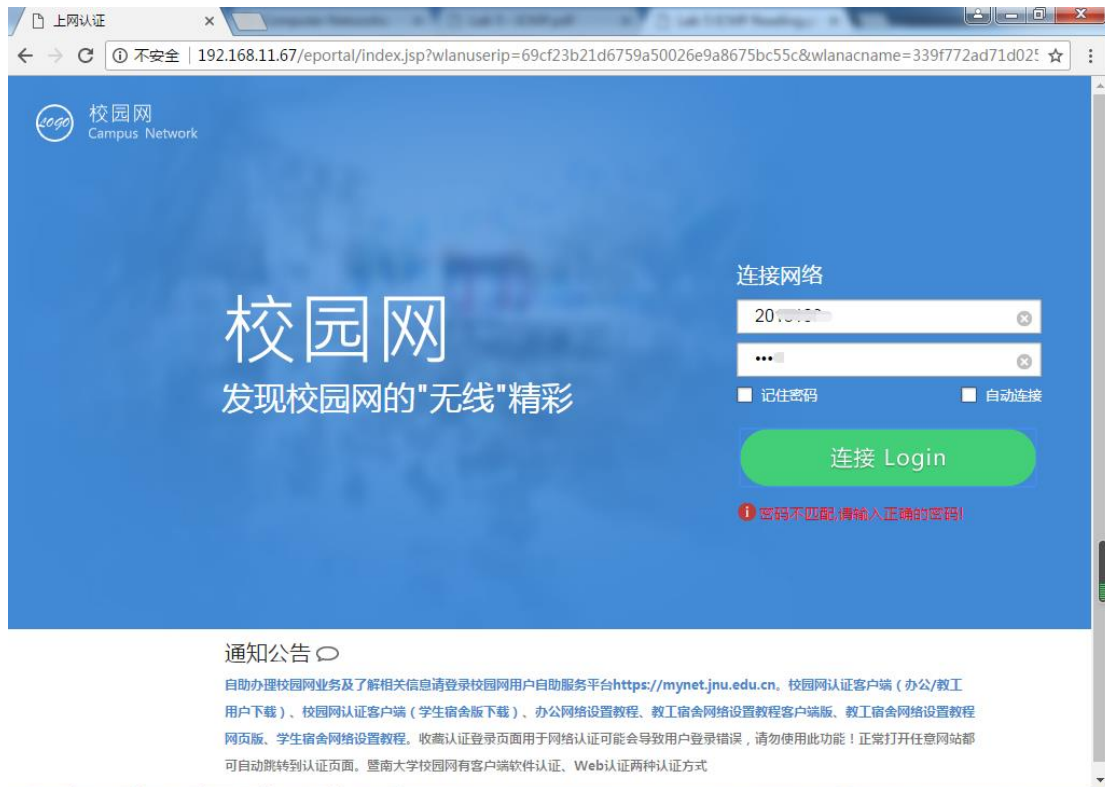 上网认证
不安全 | 192.168.11.67/eportal/index.jsp?wlanuserip=69cf23b21d6759a50026e9a8675bc55c&wlanacname=339f772ad71d025
LOGO 校园网
Campus Network
连接网络
校园网
发现校园网的"无线"精彩
记住密码 自动连接
连接 Login
密码不匹配,请输入正确的密码!
通知公告
自助办理校园网业务及了解相关信息请登录校园网用户自助服务平台https://mynet.jnu.edu.cn。校园网认证客户端（办公/教工
用户下载）、校园网认证客户端（学生宿舍版下载）、办公网络设置教程、教工宿舍网络设置教程客户端版、教工宿舍网络设置教程
网页版、学生宿舍网络设置教程。收藏认证登录页面用于网络认证可能会导致用户登录错误，请勿使用此功能！正常打开任意网站都
可自动跳转到认证页面。暨南大学校园网有客户端软件认证、Web认证两种认证方式